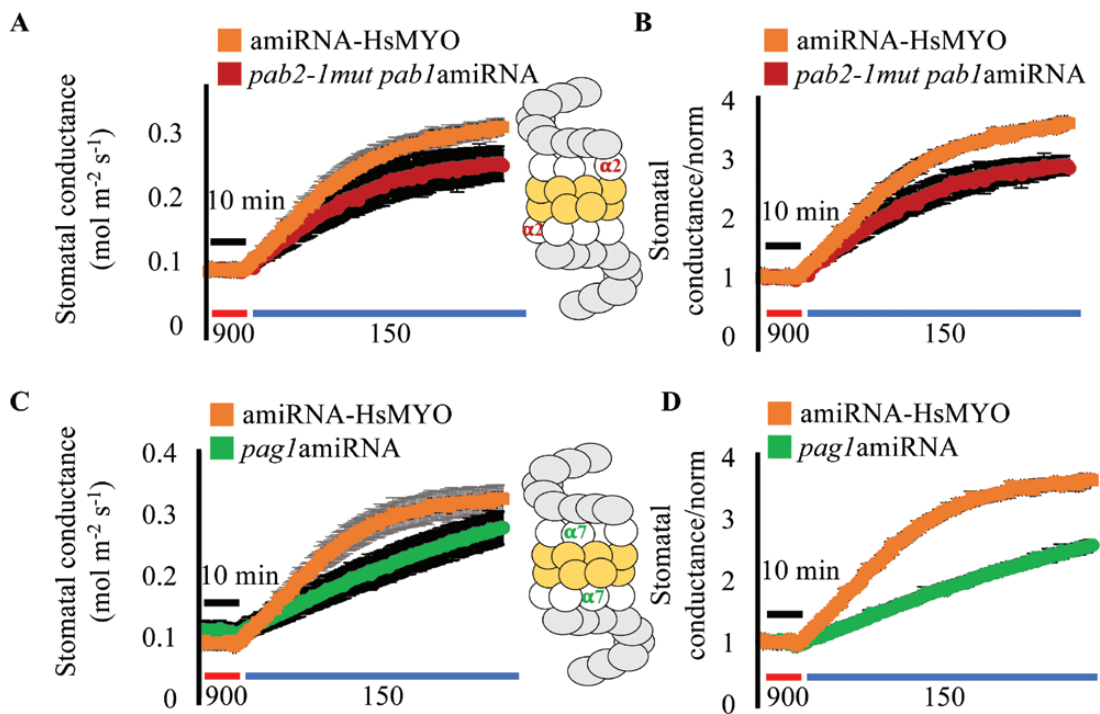 A
amiRNA-HsMYO
pab2-1mut pab1amiRNA
Stomatal conductance
(mol m-2 s-1)
0.3
0.2
0.1
0
10 min
900
150
α2
α2
B
amiRNA-HsMYO
pab2-1mut pab1amiRNA
Stomatal
conductance/norm
4
3
2
1
0
10 min
900
150
C
amiRNA-HsMYO
pag1amiRNA
Stomatal conductance
(mol m-2 s-1)
0.4
0.3
0.2
0.1
0
10 min
900
150
α7
α7
D
amiRNA-HsMYO
pag1amiRNA
Stomatal
conductance/norm
4
3
2
1
0
10 min
900
150